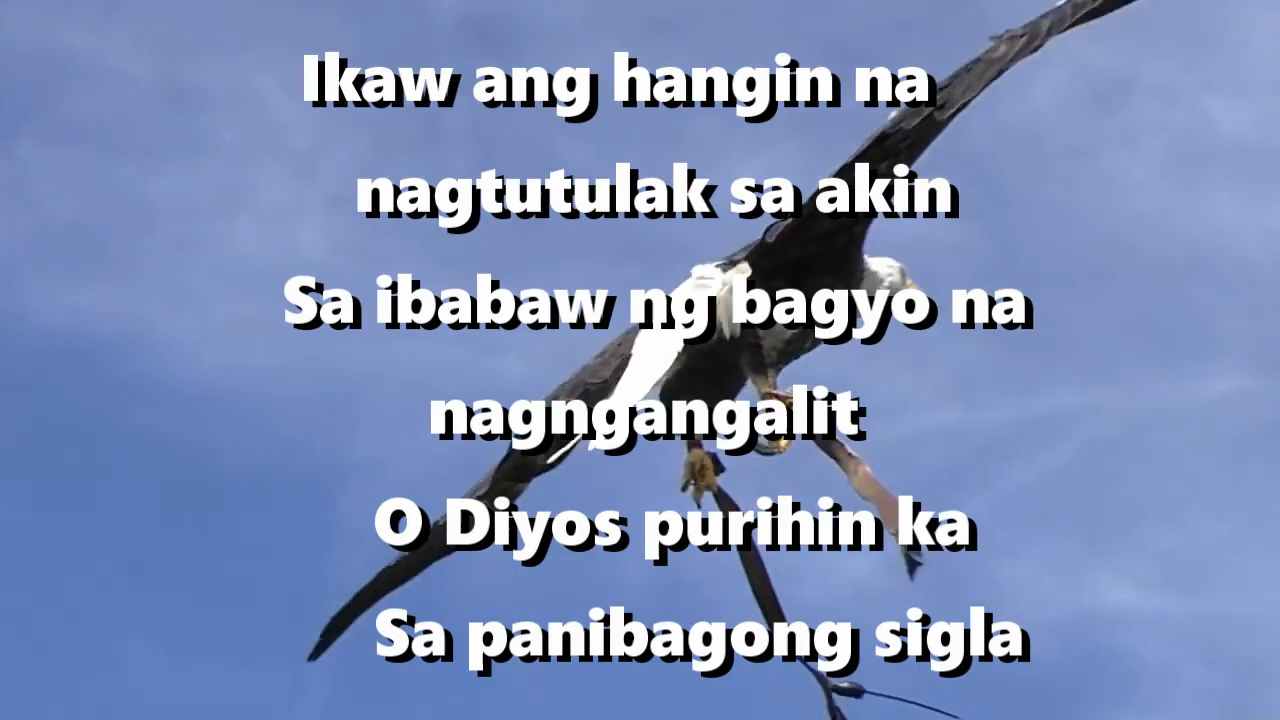 Ikaw ang hangin na
nagtutulak sa akin
Sa ibabaw ng bagyo na
nagngangalit
O Diyos purihin ka
Sa panibagong sigla